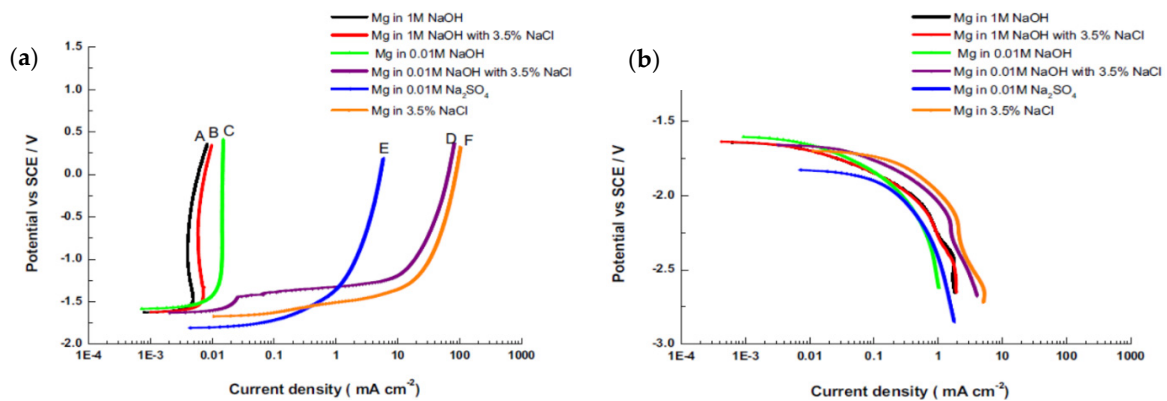 (a)
Mg in 1M NaOH
Mg in 1M NaOH with 3.5% NaCl
Mg in 0.01M NaOH
Mg in 0.01M NaOH with 3.5% NaCl
Mg in 0.01M Na₂SO₄
Mg in 3.5% NaCl
1.5
1.0
0.5
0.0
-0.5
-1.0
-1.5
-2.0
Potential vs SCE / V
A B C D E F
1E-4 1E-3 0.01 0.1 1 10 100 1000
Current density ( mA cm⁻²)
(b)
Mg in 1M NaOH
Mg in 1M NaOH with 3.5% NaCl
Mg in 0.01M NaOH
Mg in 0.01M NaOH with 3.5% NaCl
Mg in 0.01M Na₂SO₄
Mg in 3.5% NaCl
-1.5
-2.0
-2.5
-3.0
Potential vs SCE / V
1E-4 1E-3 0.01 0.1 1 10 100 1000
Current density ( mA cm⁻²)